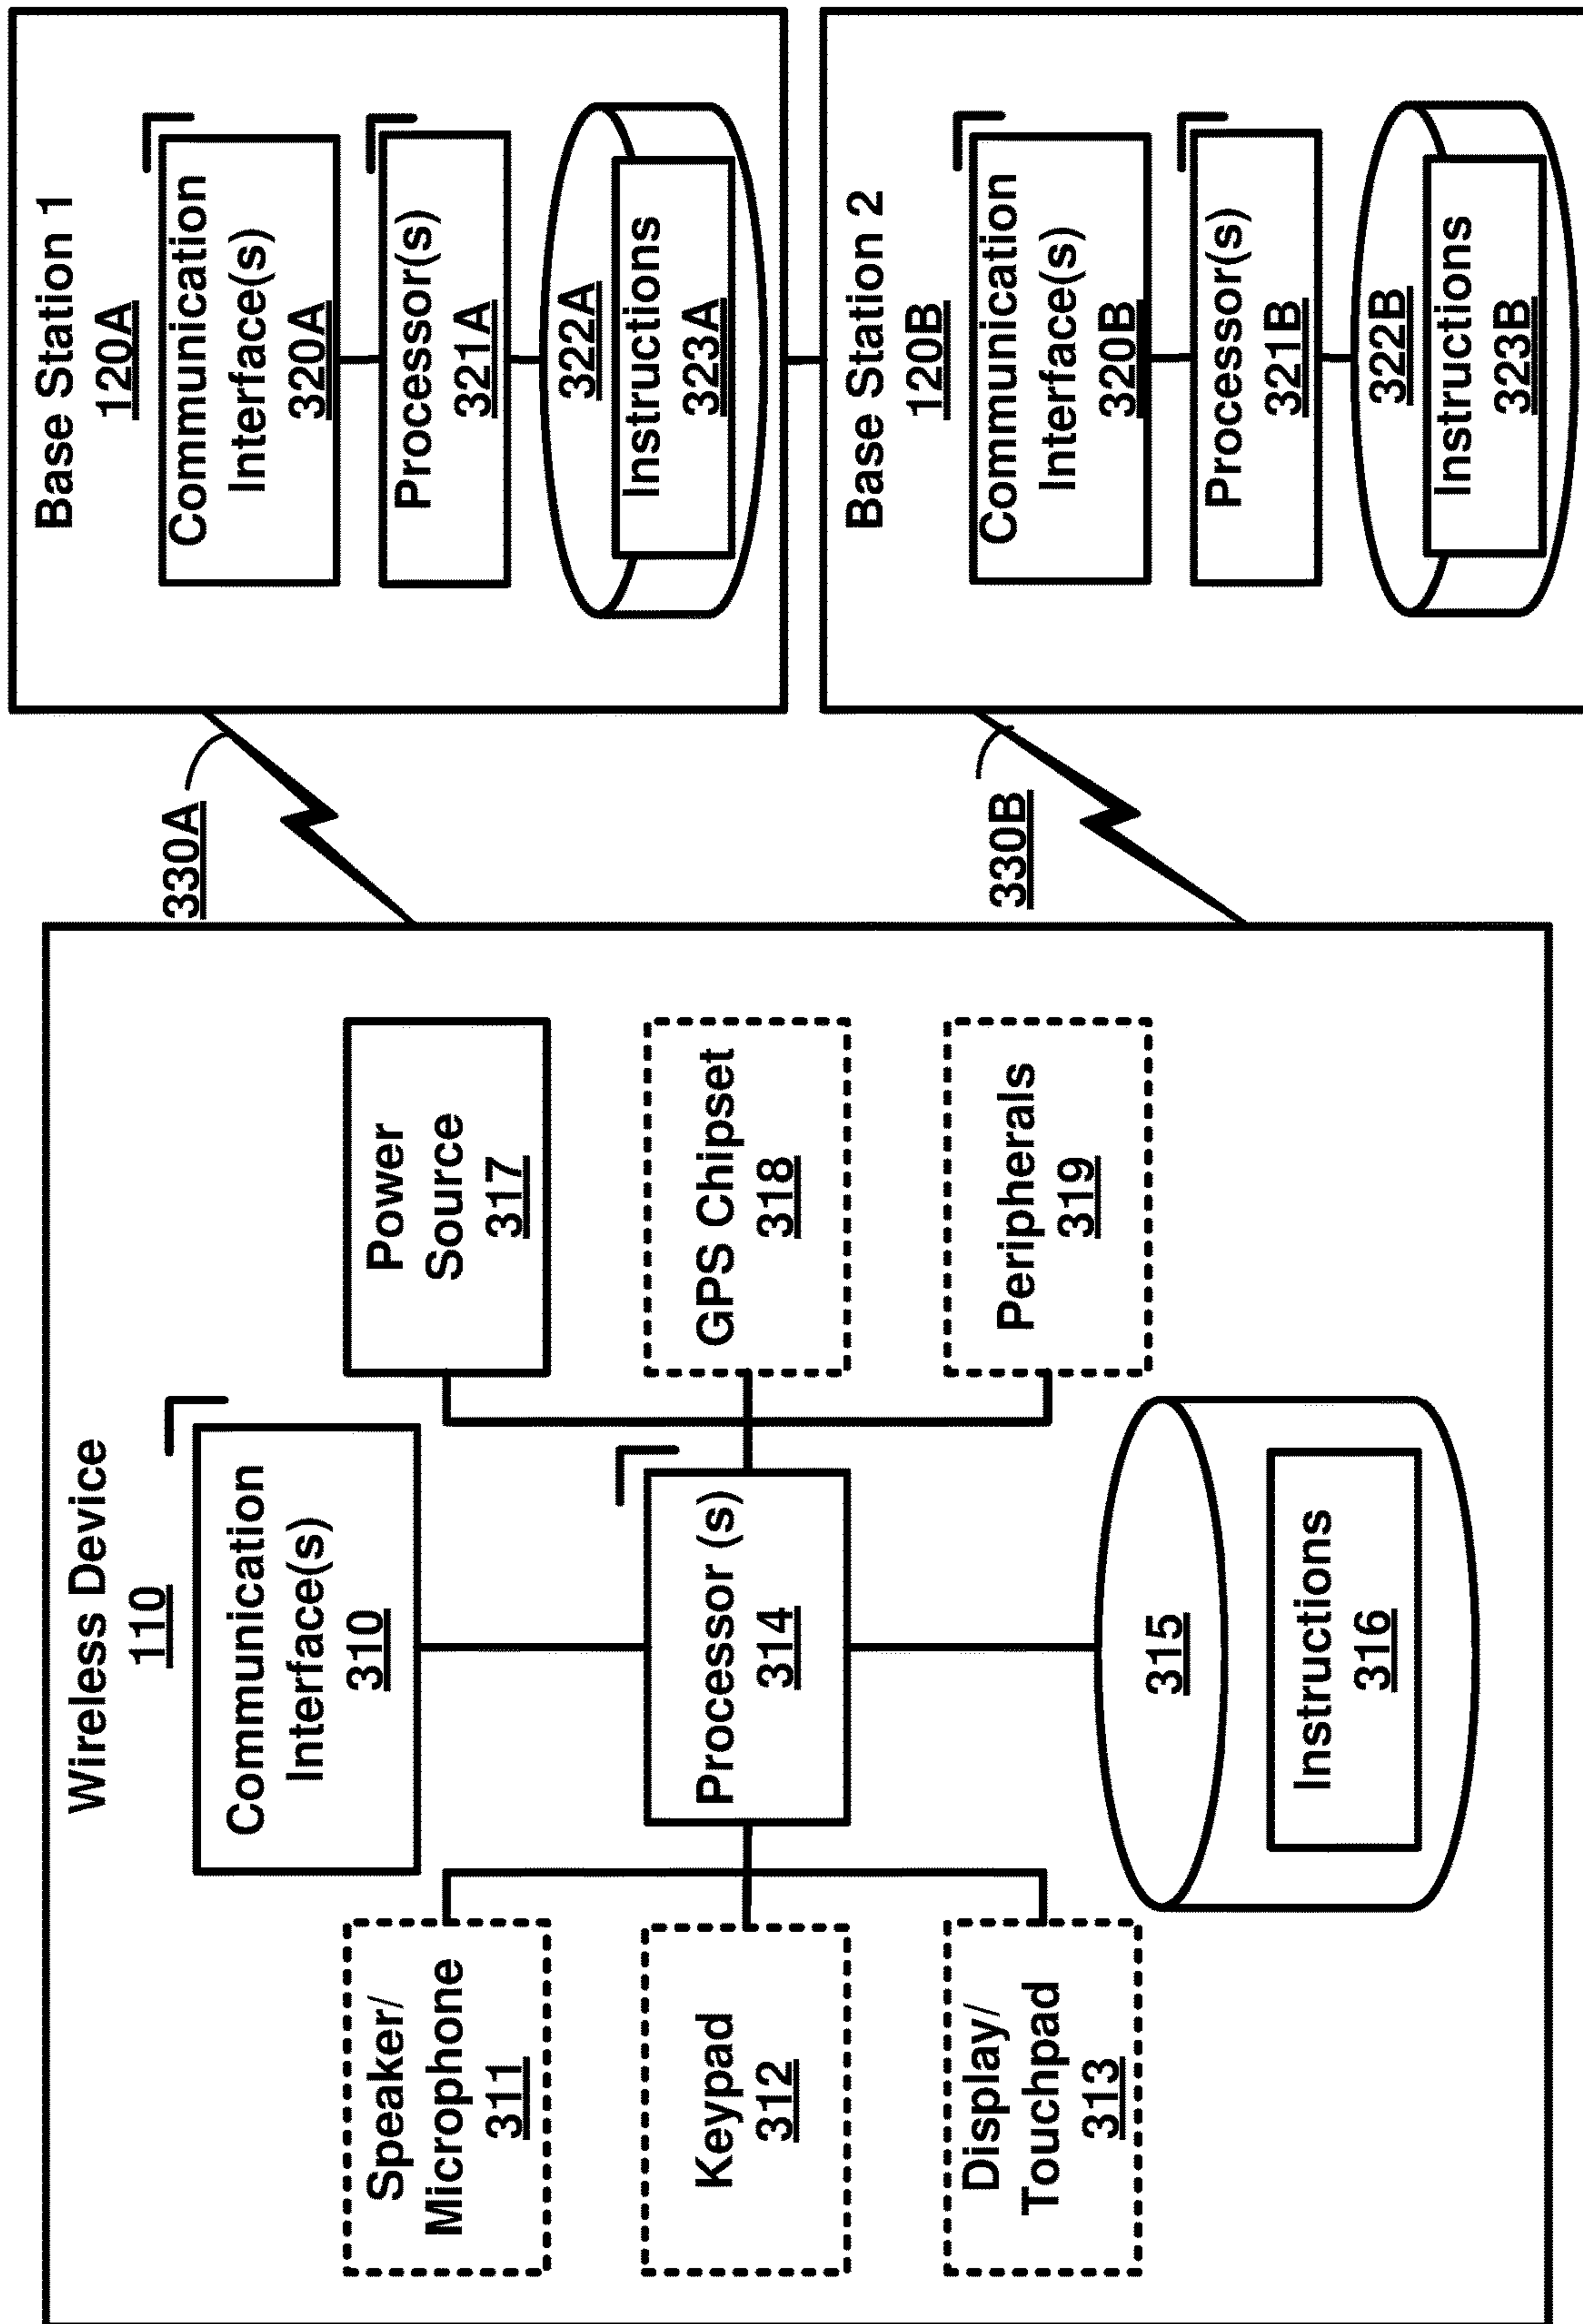 Wireless Device
110
Communication
Interface(s)
310
Speaker/
Microphone
311
Power
Source
317
Keypad
312
Processor (s)
314
GPS Chipset
318
Display/
Touchpad
313
Peripherals
319
315
Instructions
316
330A
330B
Base Station 1
120A
Communication
Interface(s)
320A
Processor(s)
321A
322A
Instructions
323A
Base Station 2
120B
Communication
Interface(s)
320B
Processor(s)
321B
322B
Instructions
323B